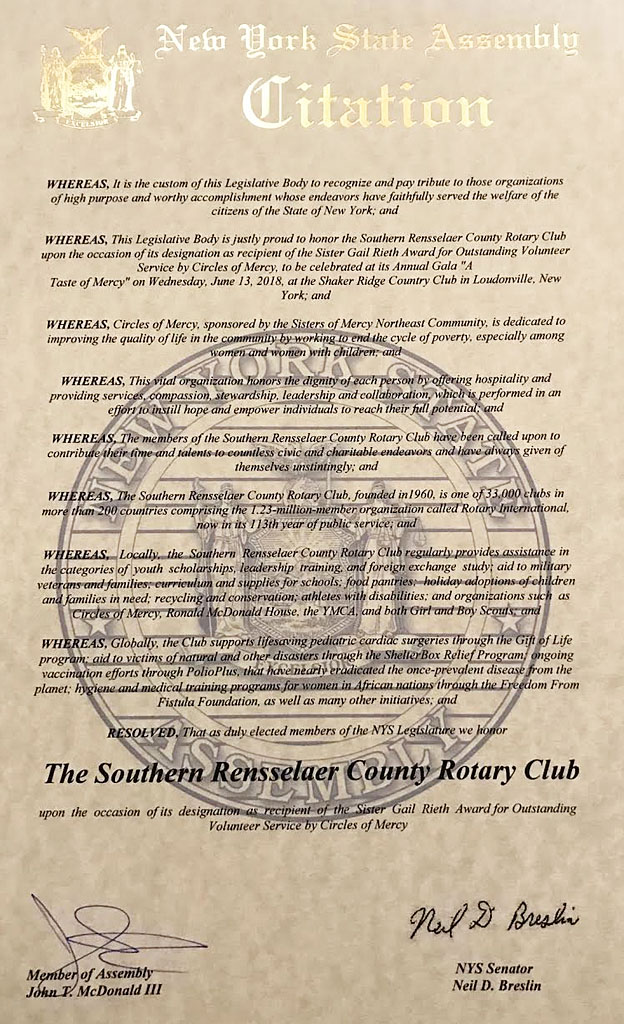 New York State Assembly
Citation
EXCELSIOR
WHEREAS, It is the custom of this Legislative Body to recognize and pay tribute to those organizations
of high purpose and worthy accomplishment whose endeavors have faithfully served the welfare of the
citizens of the State of New York; and
WHEREAS, This Legislative Body is justly proud to honor the Southern Rensselaer County Rotary Club
upon the occasion of its designation as recipient of the Sister Gail Rieth Award for Outstanding Volunteer
Service by Circles of Mercy, to be celebrated at its Annual Gala "A
Taste of Mercy" on Wednesday, June 13, 2018, at the Shaker Ridge Country Club in Loudonville, New
York; and
WHEREAS, Circles of Mercy, sponsored by the Sisters of Mercy Northeast Community, is dedicated to
improving the quality of life in the community by working to end the cycle of poverty, especially among
women and women with children; and
WHEREAS, This vital organization honors the dignity of each person by offering hospitality and
providing services, compassion, stewardship, leadership and collaboration, which is performed in an
effort to instill hope and empower individuals to reach their full potential; and
WHEREAS, The members of the Southern Rensselaer County Rotary Club have been called upon to
contribute their time and talents to countless civic and charitable endeavors and have always given of
themselves unstintingly; and
WHEREAS, The Southern Rensselaer County Rotary Club, founded in1960, is one of 33,000 clubs in
more than 200 countries comprising the 1.23-million-member organization called Rotary International,
now in its 113th year of public service; and
WHEREAS, Locally, the Southern Rensselaer County Rotary Club regularly provides assistance in
the categories of youth scholarships, leadership training, and foreign exchange study; aid to military
veterans and families; curriculum and supplies for schools; food pantries; holiday adoptions of children
and families in need; recycling and conservation; athletes with disabilities; and organizations such as
Circles of Mercy, Ronald McDonald House, the YMCA, and both Girl and Boy Scouts; and
WHEREAS, Globally, the Club supports lifesaving pediatric cardiac surgeries through the Gift of Life
program; aid to victims of natural and other disasters through the ShelterBox Relief Program; ongoing
vaccination efforts through PolioPlus, that have nearly eradicated the once-prevalent disease from the
planet; hygiene and medical training programs for women in African nations through the Freedom From
Fistula Foundation, as well as many other initiatives; and
RESOLVED, That as duly elected members of the NYS Legislature we honor
The Southern Rensselaer County Rotary Club
upon the occasion of its designation as recipient of the Sister Gail Rieth Award for Outstanding
Volunteer Service by Circles of Mercy
NEW YORK STATE
ASSEMBLY
Neil D Breslin
Member of Assembly
John T. McDonald III
NYS Senator
Neil D. Breslin